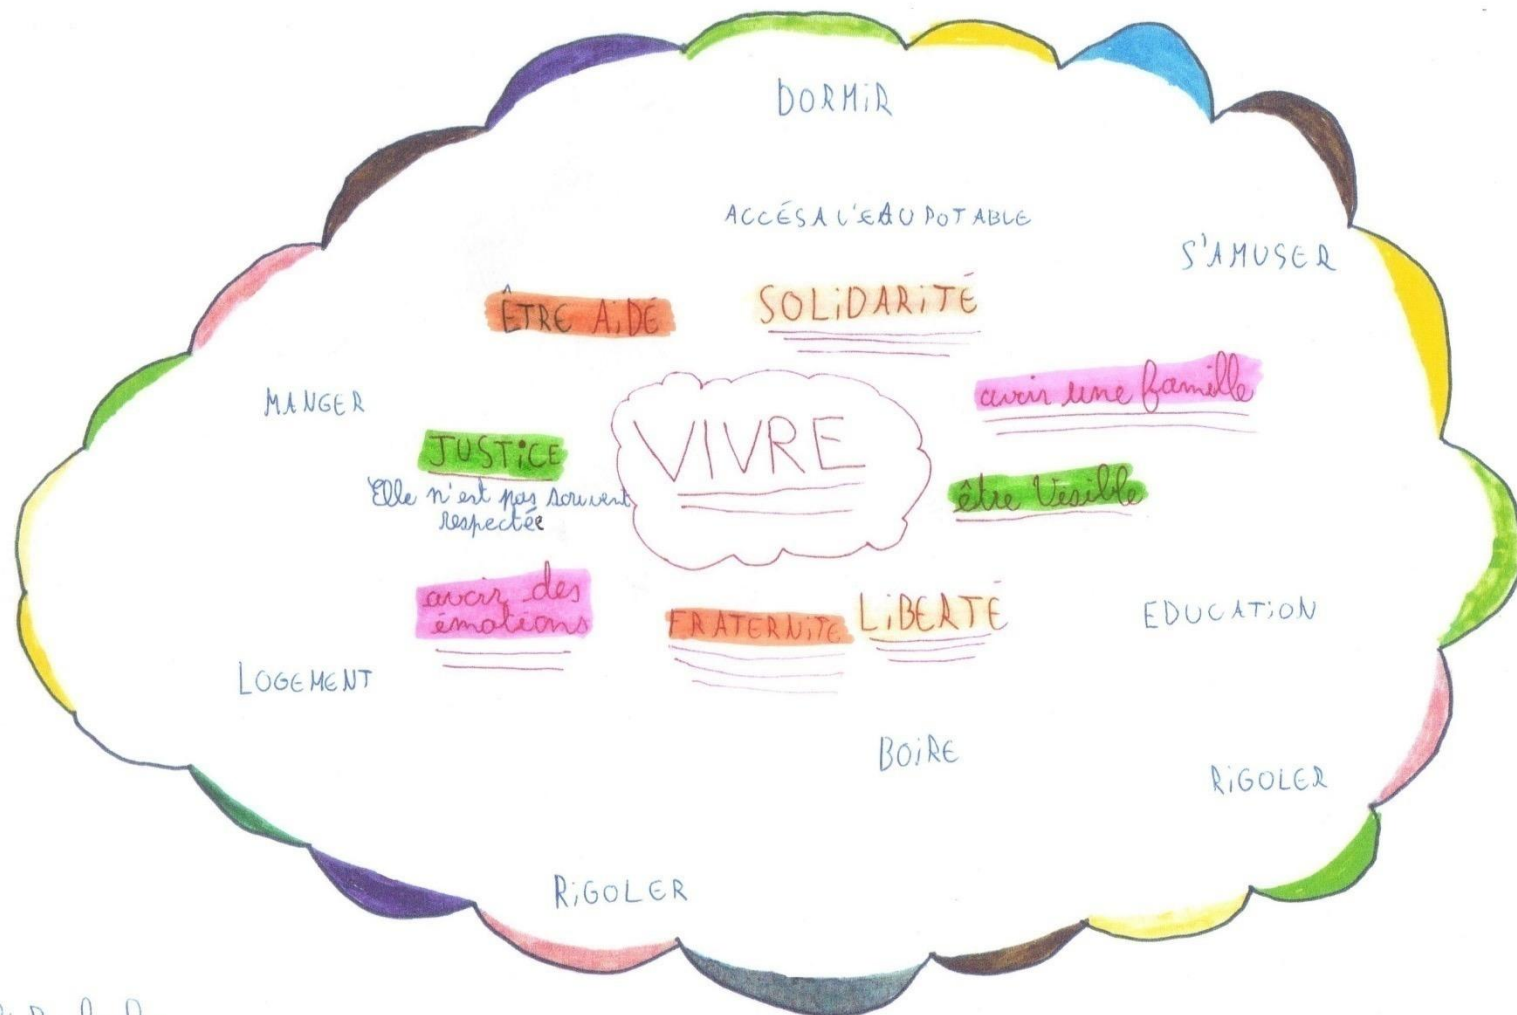 DORMIR
ACCÉS A L'EAU POTABLE
S'AMUSER
ÊTRE AIDÉ
SOLIDARITÉ
avoir une famille
MANGER
JUSTICE
VIVRE
Elle n'est pas souvent
respectée
être Visible
avoir des
émotions
FRATERNITÉ
LIBERTÉ
EDUCATION
LOGEMENT
BOIRE
RIGOLER
RIGOLER